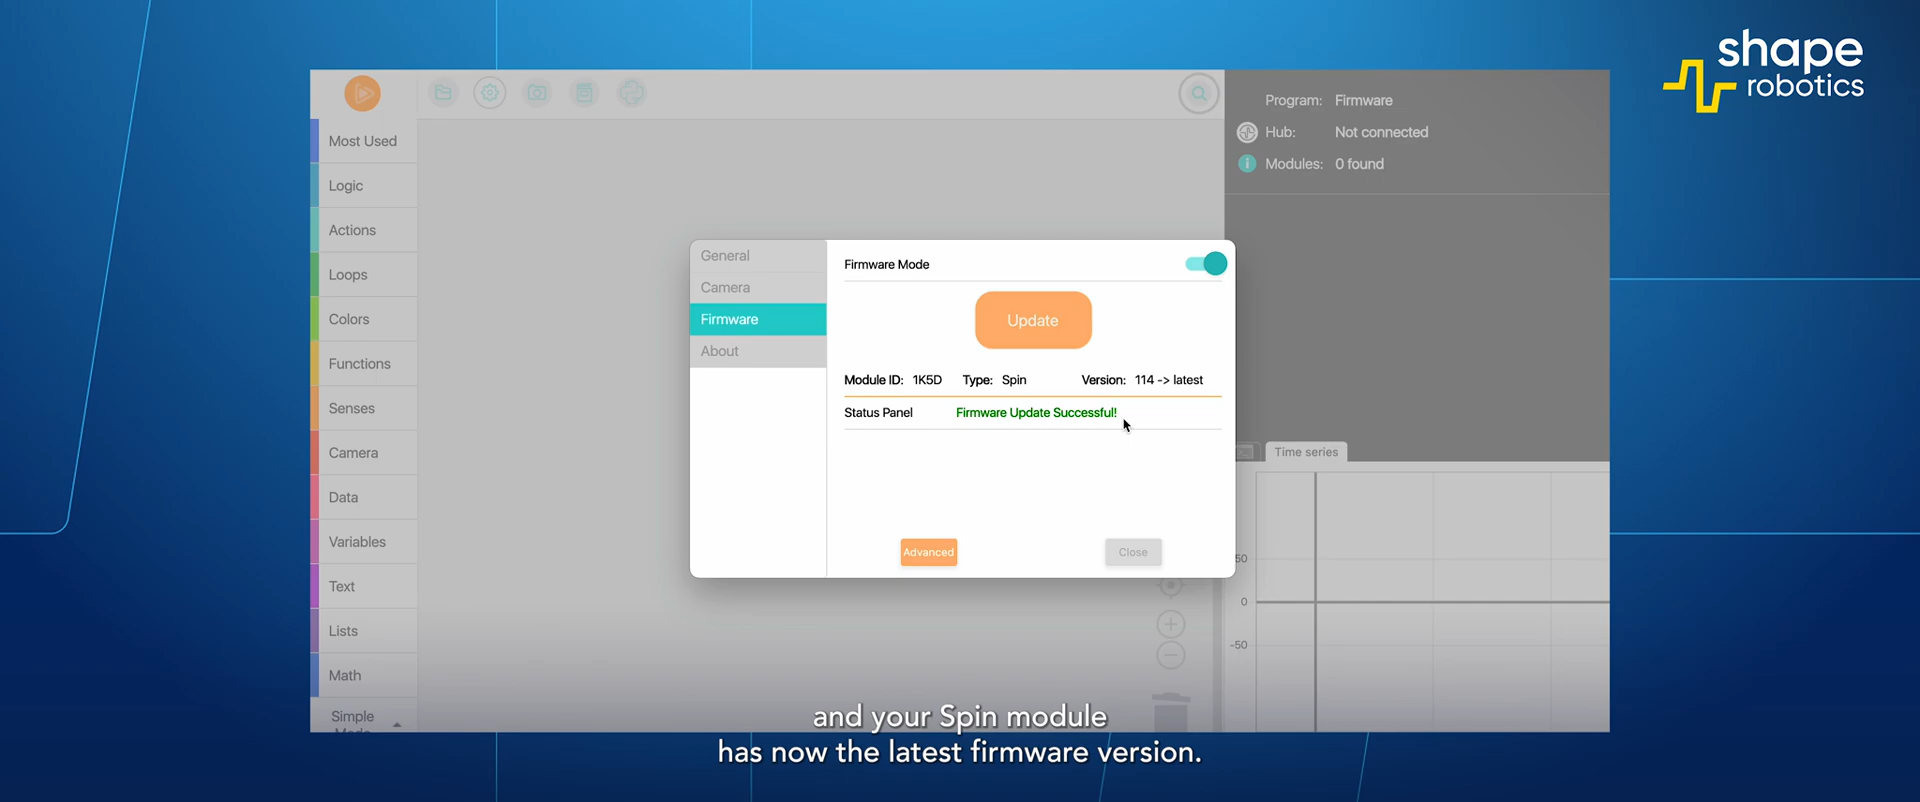 shape
robotics
Program: Firmware
Hub: Not connected
Modules: 0 found
Most Used
Logic
Actions
Loops
Colors
Functions
Senses
Camera
Data
Variables
Text
Lists
Math
Simple
General
Camera
Firmware
About
Firmware Mode
Update
Module ID: 1K5D Type: Spin Version: 114 -> latest
Status Panel Firmware Update Successful!
Advanced
Close
Time series
50
0
-50
and your Spin module
has now the latest firmware version.